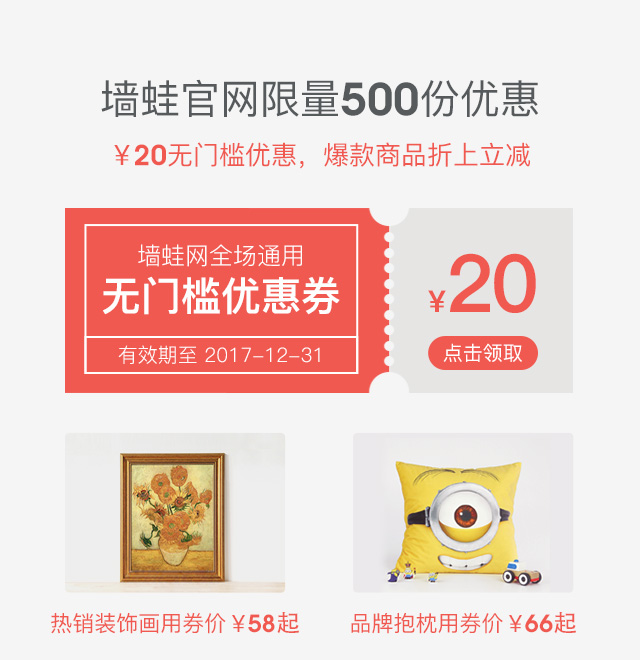 墙蛙官网限量500份优惠
￥20无门槛优惠，爆款商品折上立减
墙蛙网全场通用
无门槛优惠券
有效期至 2017-12-31
￥20
点击领取
热销装饰画用券价 ￥58起
品牌抱枕用券价 ￥66起